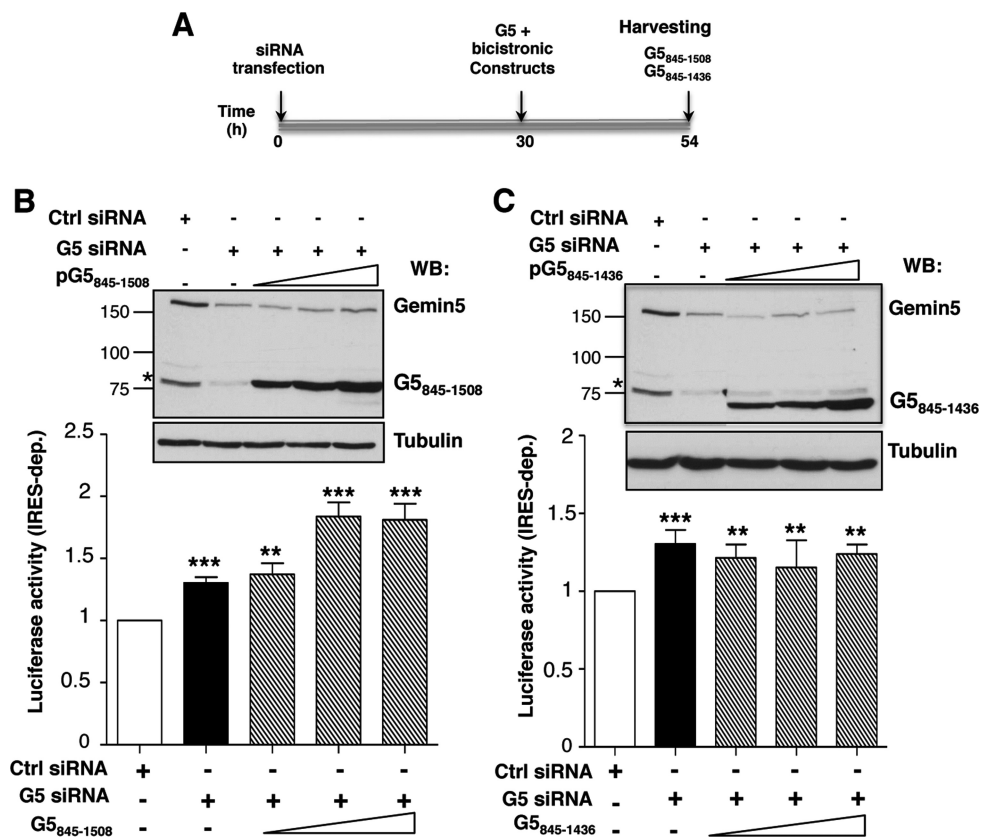 A
siRNA
transfection
G5 +
bicistronic
Constructs
Harvesting
G5845-1508
G5845-1436
Time
(h)
0
30
54
B
Ctrl siRNA + - - - -
G5 siRNA - + + + +
pG5845-1508 - -
WB:
150
100
* 75
Gemin5
G5845-1508
Tubulin
Luciferase activity (IRES-dep.)
2.5
2
1.5
1
0.5
0
*** ** *** ***
Ctrl siRNA + - - - -
G5 siRNA - + + + +
G5845-1508 - -
C
Ctrl siRNA + - - - -
G5 siRNA - + + + +
pG5845-1436 - -
WB:
150
100
* 75
Gemin5
G5845-1436
Tubulin
Luciferase activity (IRES-dep.)
2
1.5
1
0.5
0
*** ** ** **
Ctrl siRNA + - - - -
G5 siRNA - + + + +
G5845-1436 - -